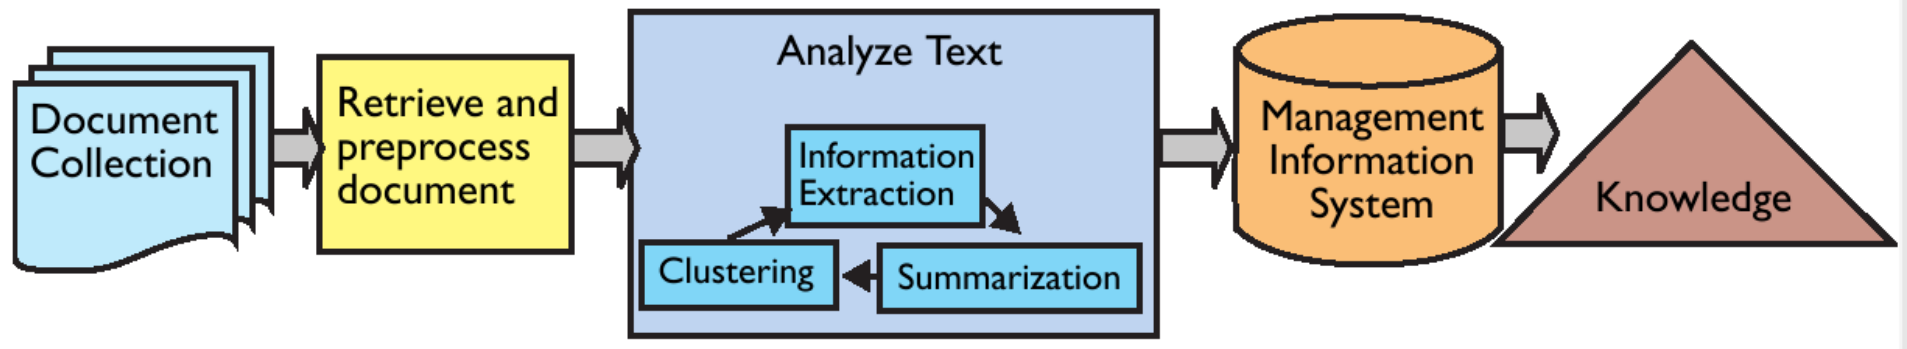 Document
Collection
Retrieve and
preprocess
document
Analyze Text
Information
Extraction
Clustering
Summarization
Management
Information
System
Knowledge